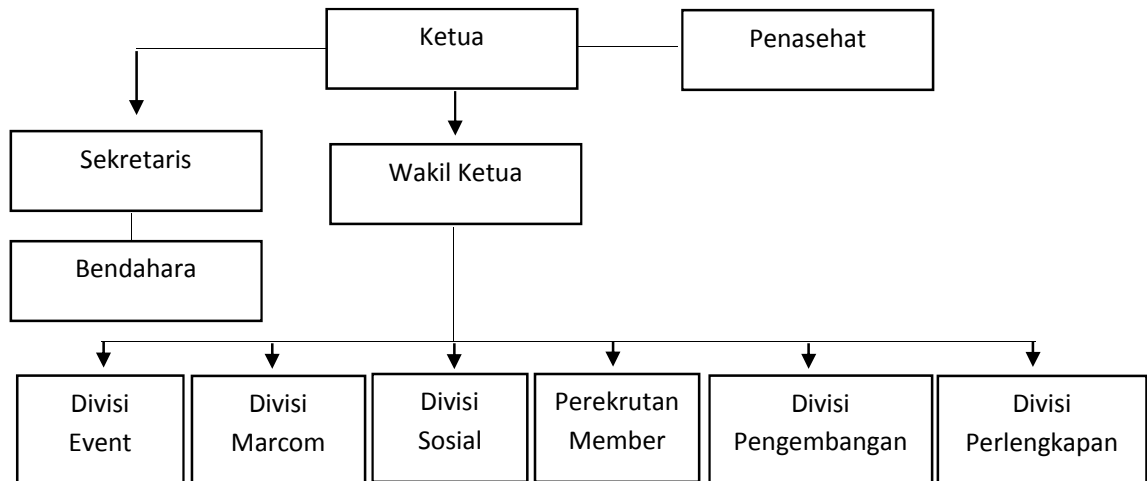 Ketua
Penasehat
Sekretaris
Wakil Ketua
Bendahara
Divisi
Event
Divisi
Marcom
Divisi
Sosial
Perekrutan
Member
Divisi
Pengembangan
Divisi
Perlengkapan